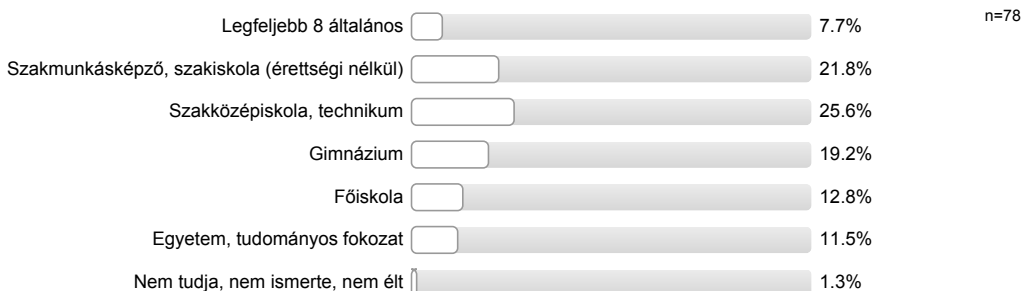 Legfeljebb 8 általános 7.7% n=78
Szakmunkásképző, szakiskola (érettségi nélkül) 21.8%
Szakközépiskola, technikum 25.6%
Gimnázium 19.2%
Főiskola 12.8%
Egyetem, tudományos fokozat 11.5%
Nem tudja, nem ismerte, nem élt 1.3%